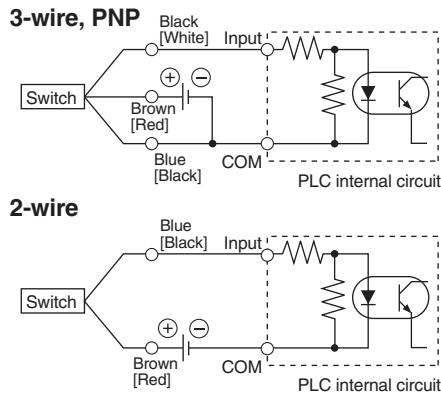 3-wire, PNP
Black
[White]
Input
Switch
⊕ ⊖
Brown
[Red]
Blue
[Black]
COM
PLC internal circuit
2-wire
Blue
[Black]
Input
Switch
⊕ ⊖
Brown
[Red]
COM
PLC internal circuit